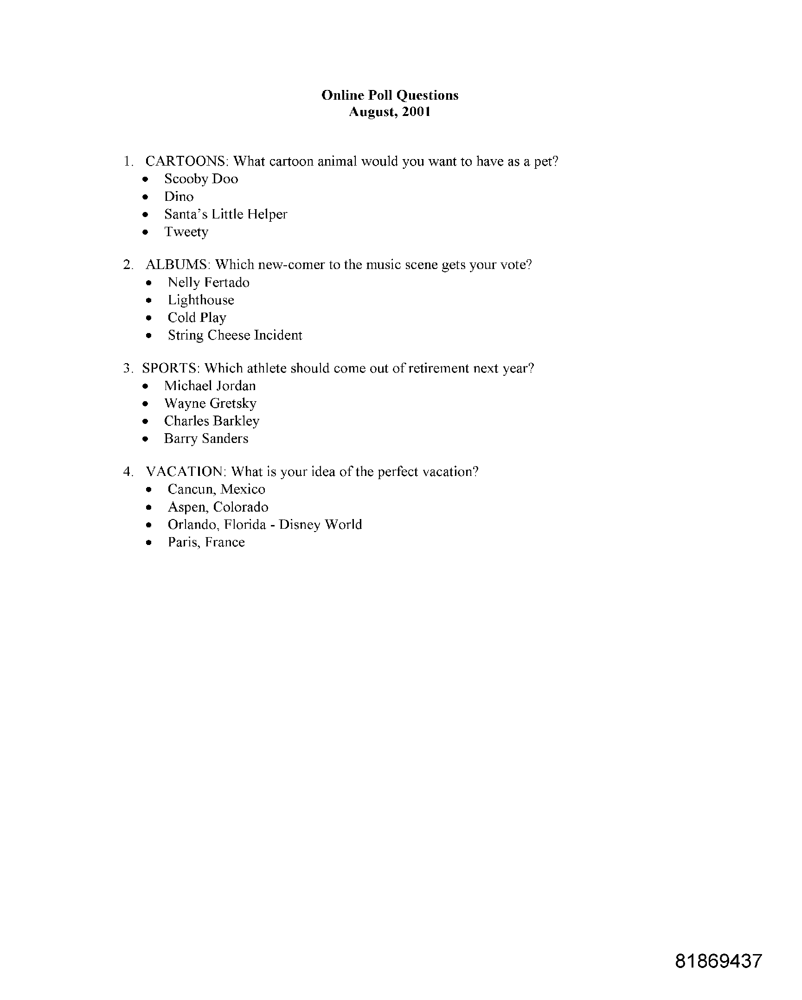 Online Poll Questions
August, 2001
1. CARTOONS: What cartoon animal would you want to have as a pet?
• Scooby Doo
• Dino
• Santa's Little Helper
• Tweety
2. ALBUMS: Which new-comer to the music scene gets your vote?
• Nelly Fertado
• Lighthouse
• Cold Play
• String Cheese Incident
3. SPORTS: Which athlete should come out of retirement next year?
• Michael Jordan
• Wayne Gretsky
• Charles Barkley
• Barry Sanders
4. VACATION: What is your idea of the perfect vacation?
• Cancun, Mexico
• Aspen, Colorado
• Orlando, Florida - Disney World
• Paris, France
81869437